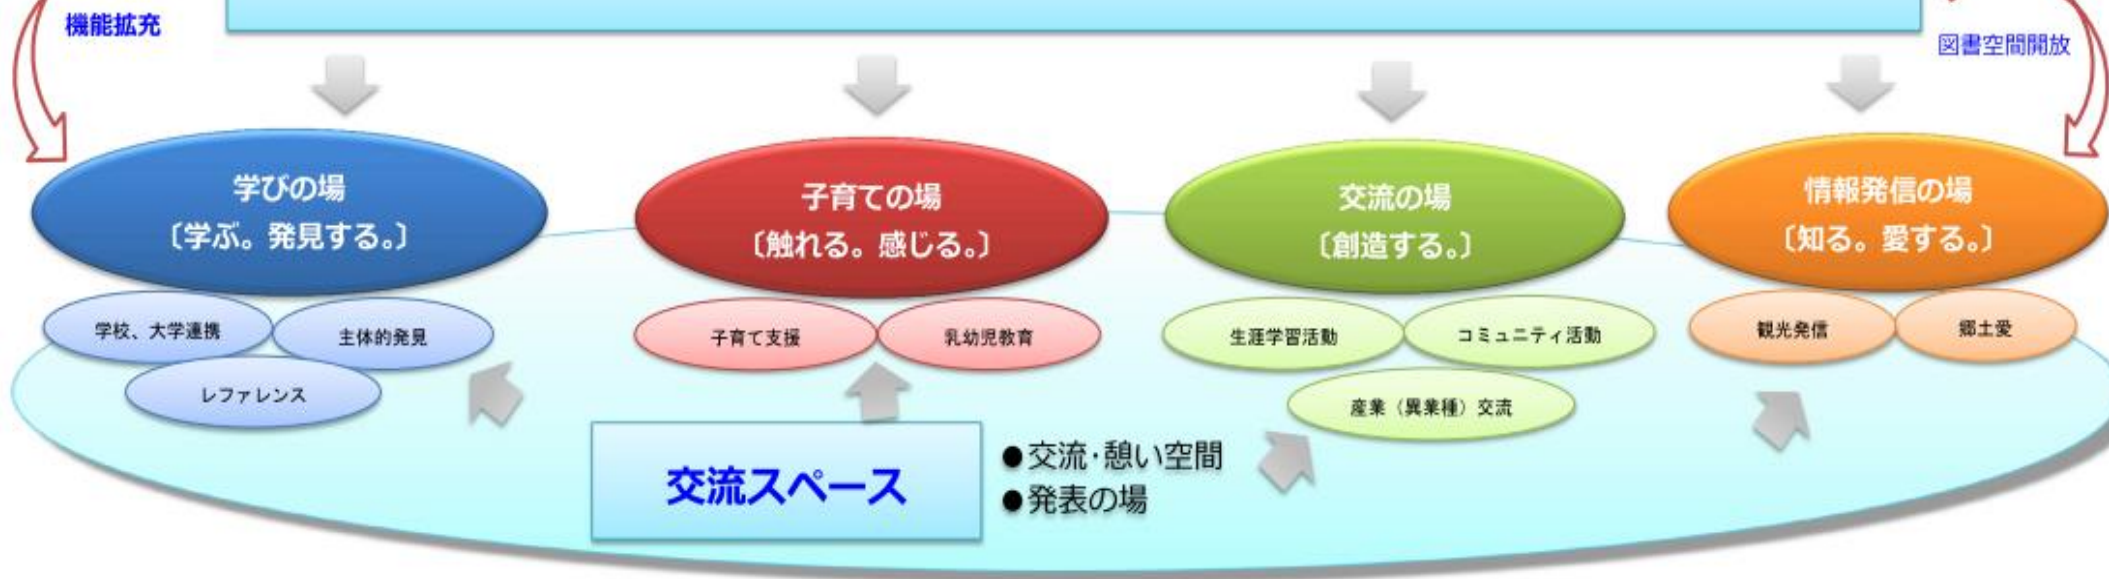 機能拡充
図書空間開放
学びの場
〔学ぶ。発見する。〕
子育ての場
〔触れる。感じる。〕
交流の場
〔創造する。〕
情報発信の場
〔知る。愛する。〕
学校、大学連携
主体的発見
レファレンス
子育て支援
乳幼児教育
生涯学習活動
コミュニティ活動
産業（異業種）交流
観光発信
郷土愛
交流スペース
●交流・憩い空間
●発表の場